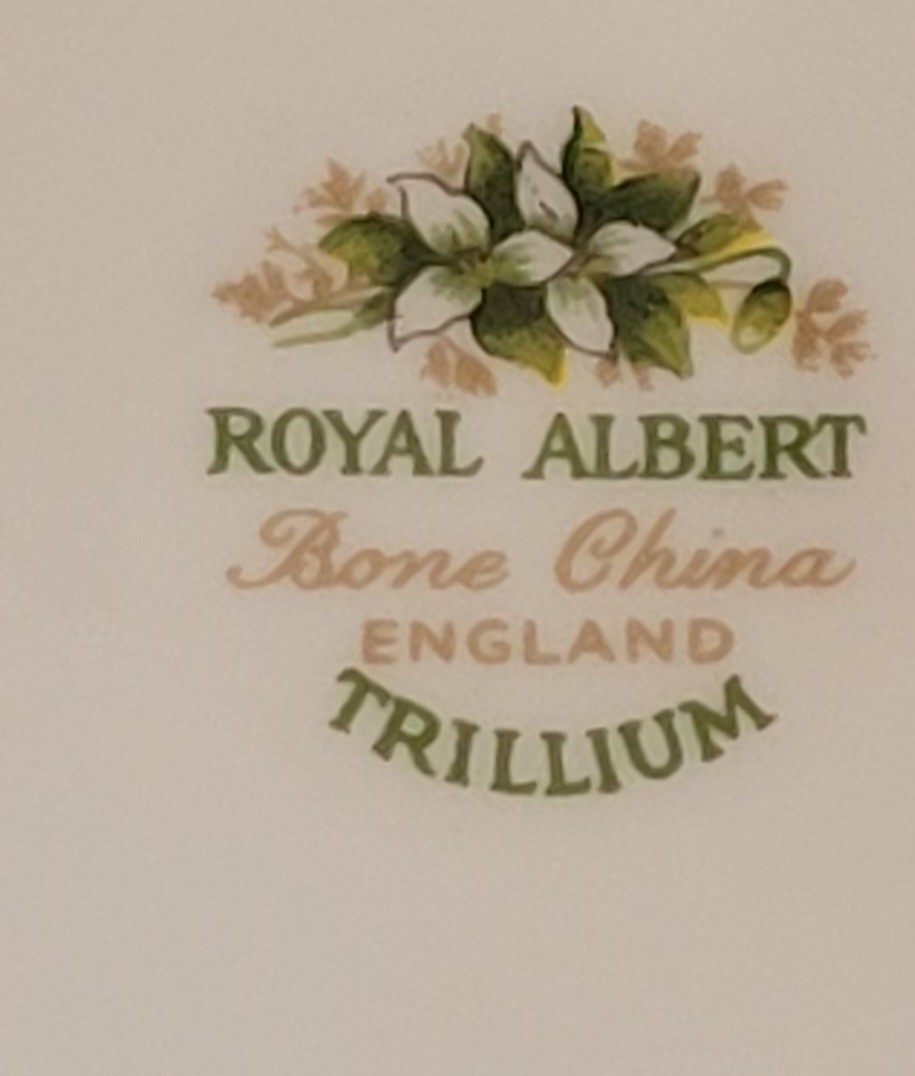 ROYAL ALBERT
Bone China
ENGLAND
TRILLIUM